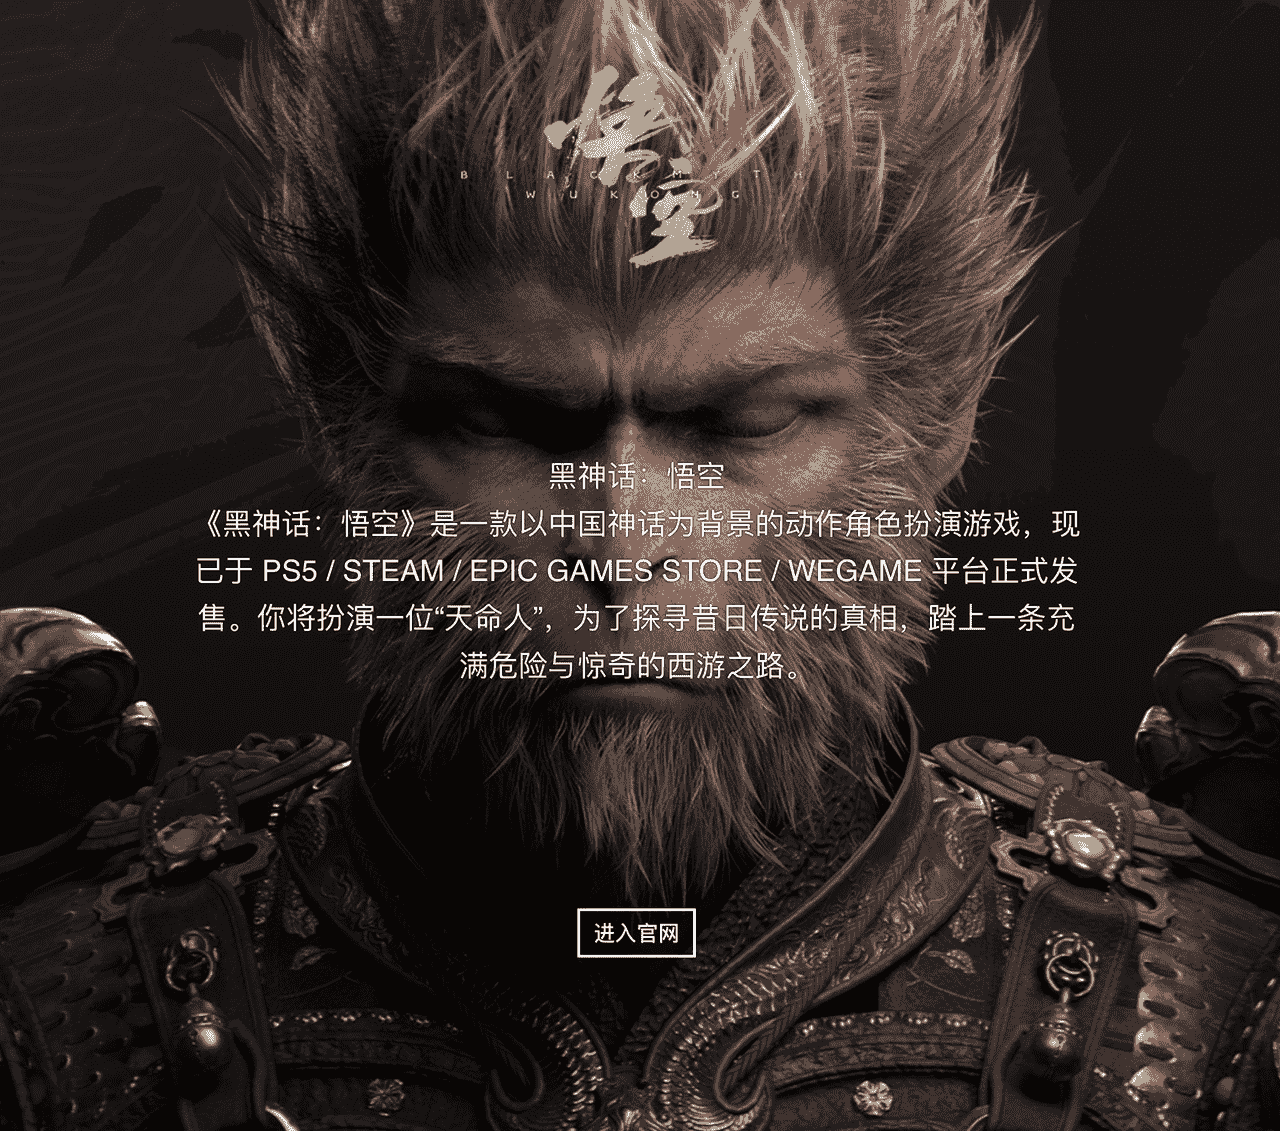 悟空
BLACK MYTH
WUKONG
黑神话：悟空
《黑神话：悟空》是一款以中国神话为背景的动作角色扮演游戏，现
已于 PS5 / STEAM / EPIC GAMES STORE / WEGAME 平台正式发
售。你将扮演一位“天命人”，为了探寻昔日传说的真相，踏上一条充
满危险与惊奇的西游之路。
进入官网